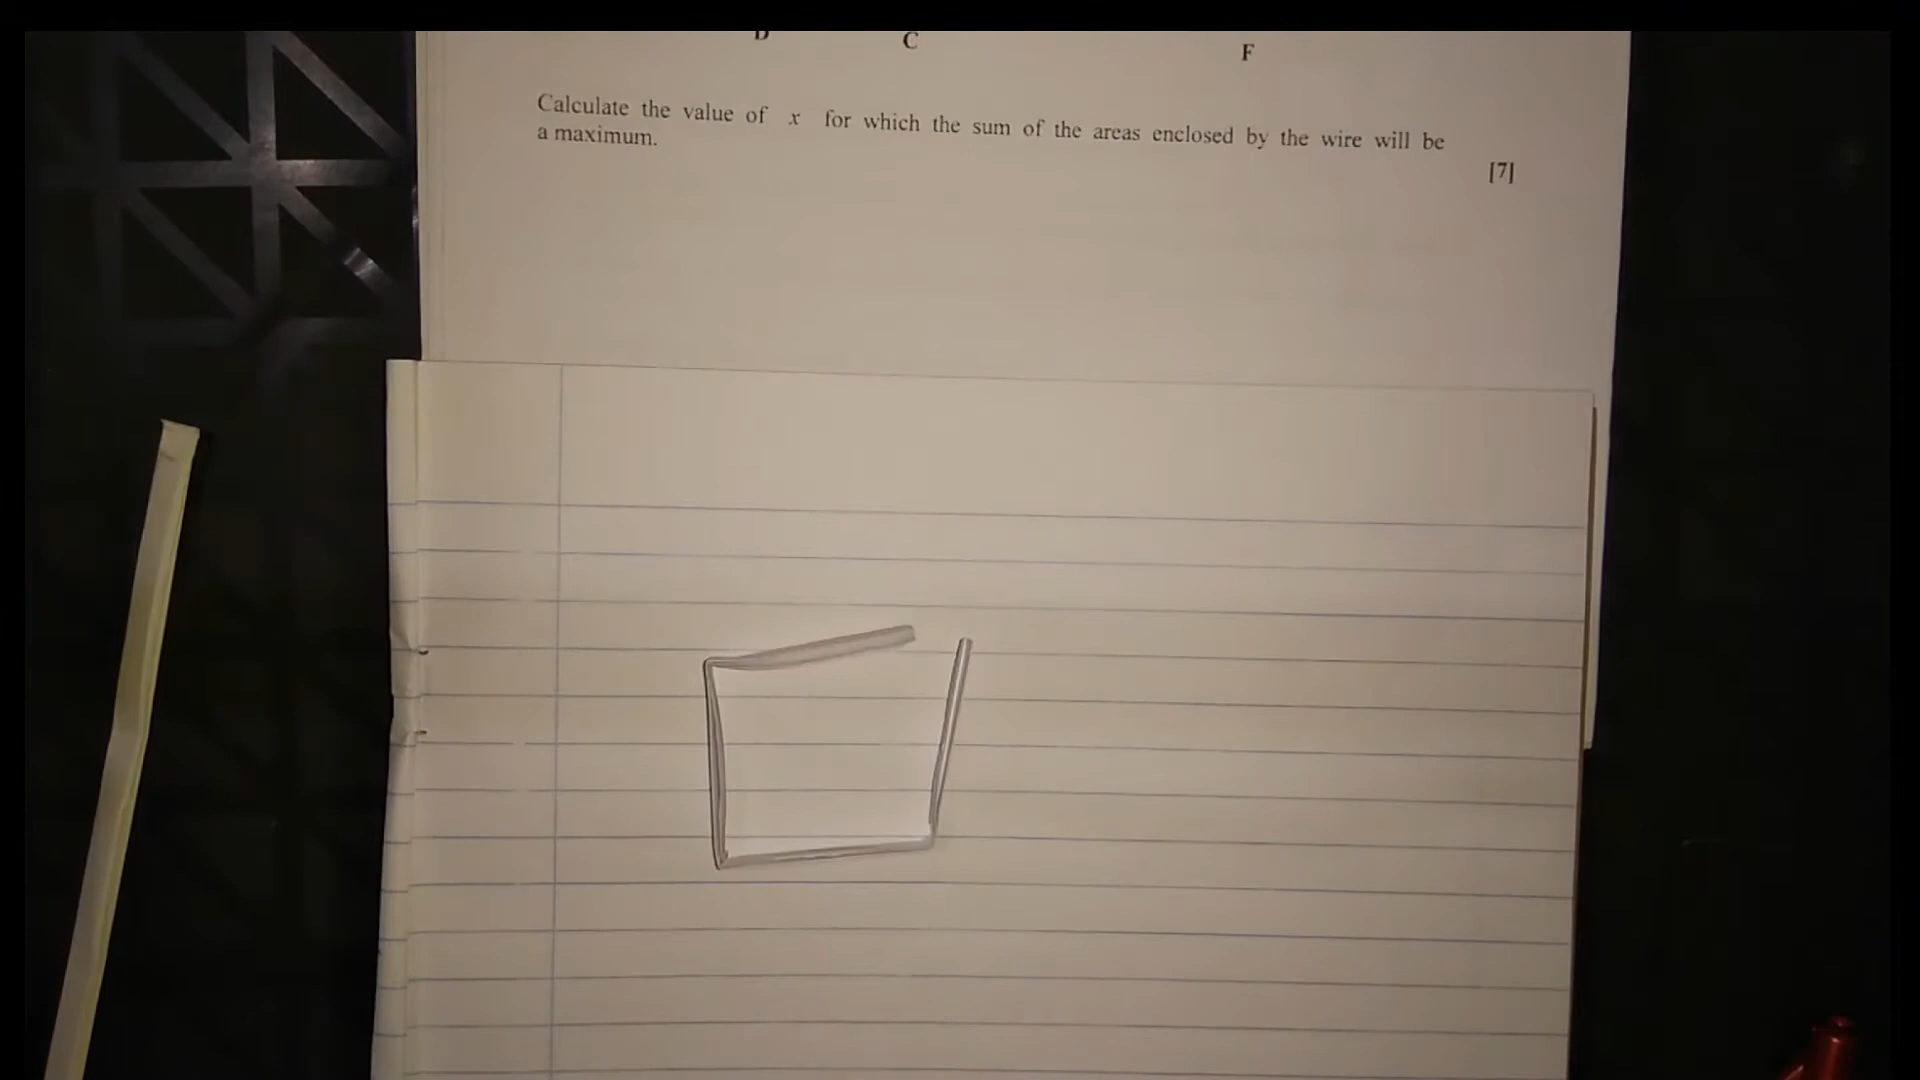 D C F
Calculate the value of x for which the sum of the areas enclosed by the wire will be
a maximum.
[7]